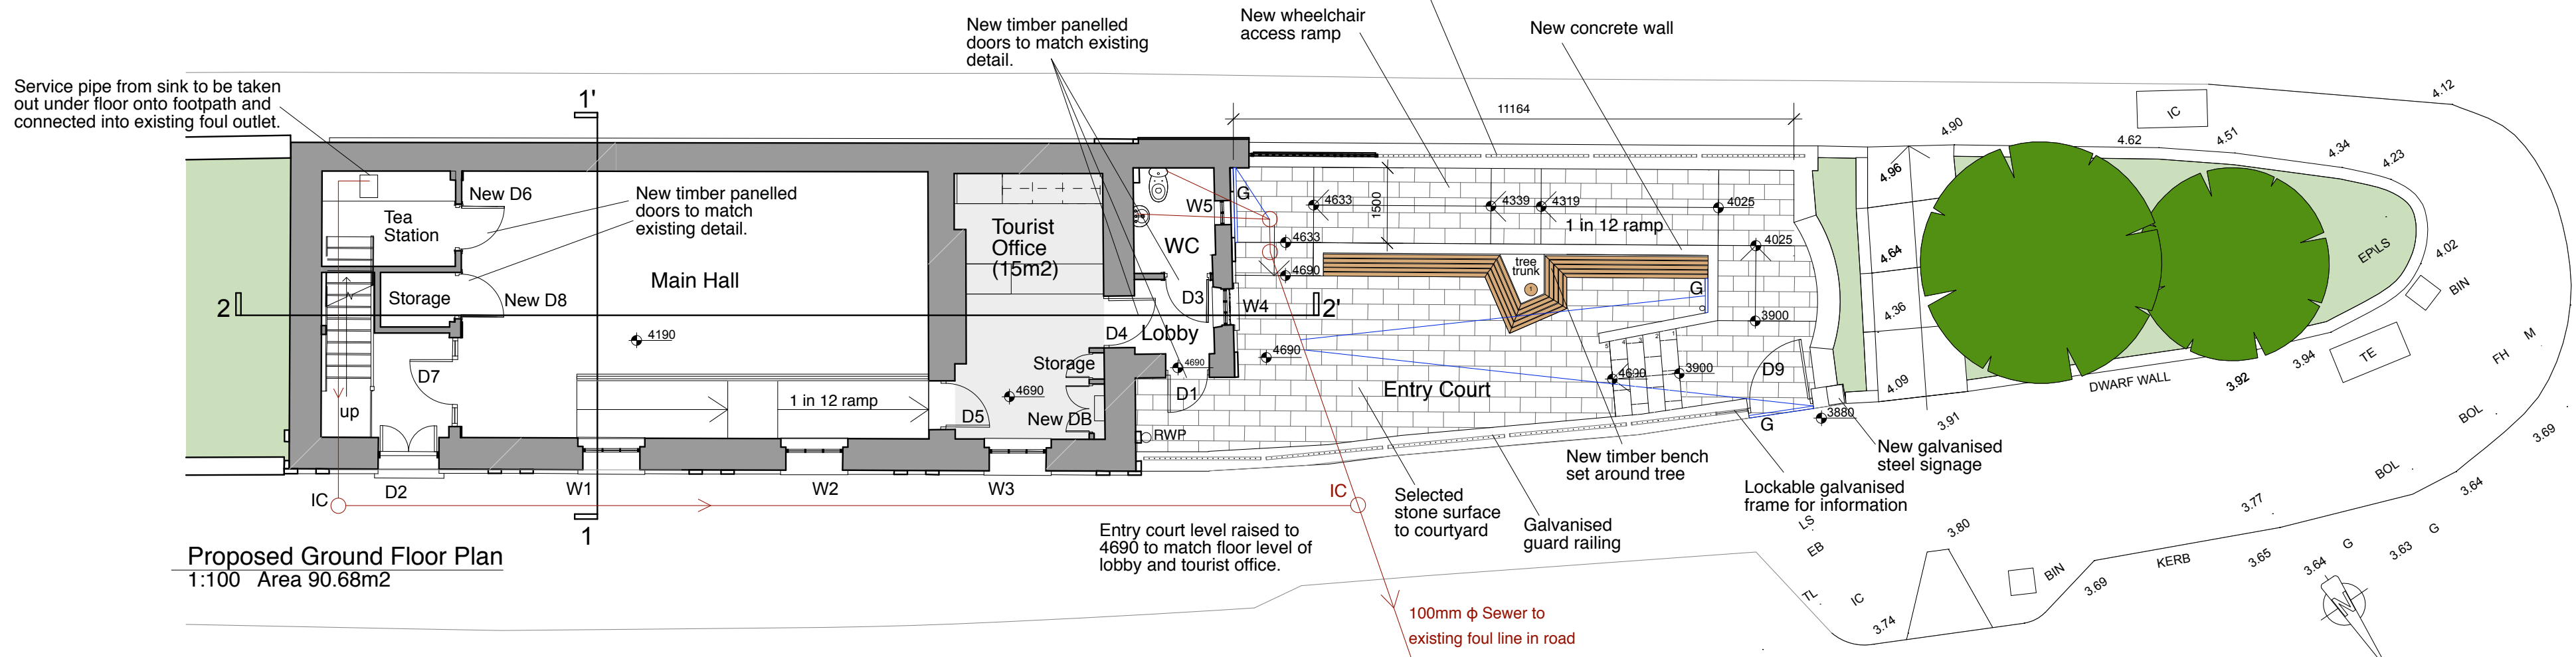 New timber panelled
doors to match existing
detail.
New wheelchair
access ramp
New concrete wall
Service pipe from sink to be taken
out under floor onto footpath and
connected into existing foul outlet.
1'
11164
IC
4.12
4.90
4.62
4.51
4.34
4.23
4.96
New D6
New timber panelled
doors to match
existing detail.
Tea
Station
Tourist
Office
(15m2)
W5
G
WC
4633
1500
4339
4319
4025
1 in 12 ramp
4633
4025
4690
tree
trunk
1
4.64
EP\LS
4.02
BIN
Main Hall
Storage
New D8
D3
W4
G
2
2'
4190
D4
Lobby
3900
4.36
Storage
4690
4690
5
4
3
2
1
D7
4690
D1
Entry Court
4690
3900
D9
4.09
DWARF WALL
3.92
3.94
TE
FH
M
up
1 in 12 ramp
D5
New DB
RWP
G
3880
3.91
BOL
3.69
New timber bench
set around tree
New galvanised
steel signage
BOL
3.64
IC
D2
W1
W2
W3
IC
Selected
stone surface
to courtyard
Galvanised
guard railing
Lockable galvanised
frame for information
LS
EB
3.80
3.77
1
Entry court level raised to
4690 to match floor level of
lobby and tourist office.
Proposed Ground Floor Plan
1:100 Area 90.68m2
TL
IC
3.74
BIN
3.69
KERB
3.65
3.64
G
3.63
G
N
100mm ф Sewer to
existing foul line in road